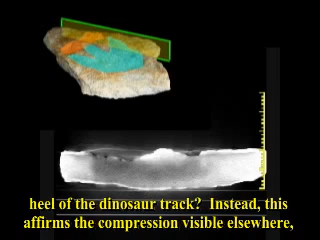 heel of the dinosaur track?  Instead, this
affirms the compression visible elsewhere,